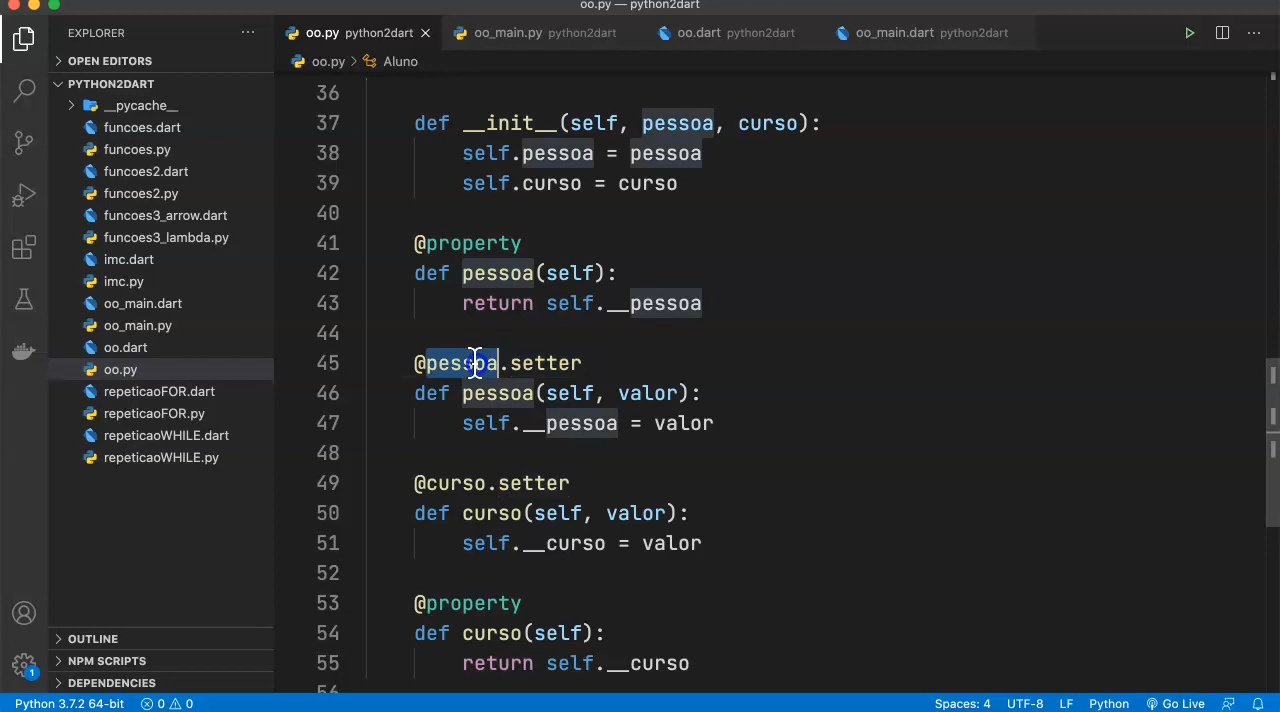 oo.py — python2dart
EXPLORER
oo.py python2dart
oo_main.py python2dart
oo.dart python2dart
oo_main.dart python2dart
OPEN EDITORS
oo.py
Aluno
PYTHON2DART
__pycache__
funcoes.dart
funcoes.py
funcoes2.dart
funcoes2.py
funcoes3_arrow.dart
funcoes3_lambda.py
imc.dart
imc.py
oo_main.dart
oo_main.py
oo.dart
oo.py
repeticaoFOR.dart
repeticaoFOR.py
repeticaoWHILE.dart
repeticaoWHILE.py
OUTLINE
NPM SCRIPTS
DEPENDENCIES
36
37 def __init__(self, pessoa, curso):
38 self.pessoa = pessoa
39 self.curso = curso
40
41 @property
42 def pessoa(self):
43 return self.__pessoa
44
45 @pessoa.setter
46 def pessoa(self, valor):
47 self.__pessoa = valor
48
49 @curso.setter
50 def curso(self, valor):
51 self.__curso = valor
52
53 @property
54 def curso(self):
55 return self.__curso
56
1
Python 3.7.2 64-bit
0
0
Spaces: 4
UTF-8
LF
Python
Go Live